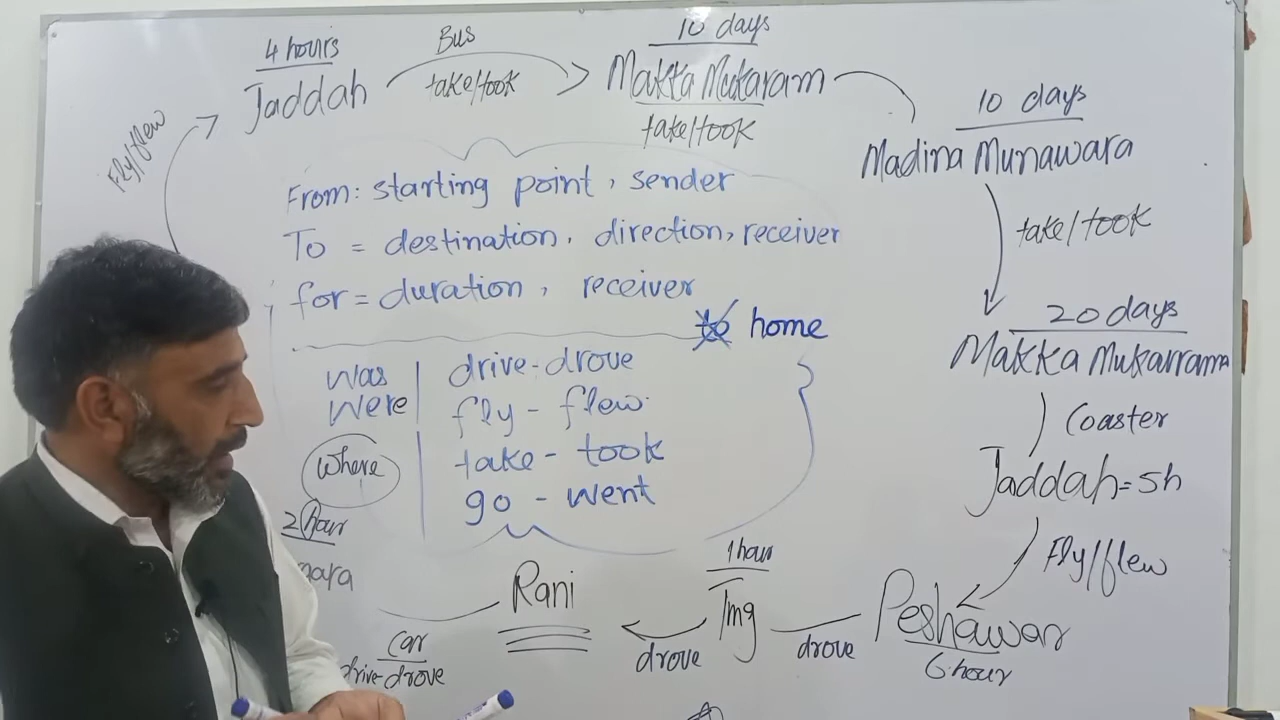 4 hours
Jaddah
Fly/flew
Bus
take/took
10 days
Makka Mukaram
take/took
10 days
Madina Munawara
take/took
20 days
Makka Mukarrama
Coaster
Jaddah=5h
Fly/flew
Peshawar
6 hour
drove
1 hour
Tmg
drove
Rani
car
drive-drove
2 hour
From: starting point, sender
To = destination, direction, receiver
for = duration, receiver
to home
was
were
where
drive-drove
fly - flew
take - took
go - went